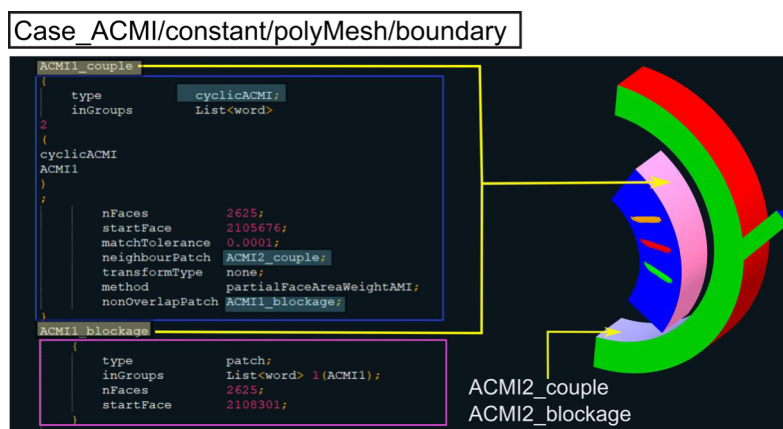 Case_ACMI/constant/polyMesh/boundary
ACMI1_couple
{
type cyclicACMI;
inGroups List<word>
2
(
cyclicACMI
ACMI1
)
;
nFaces 2625;
startFace 2105676;
matchTolerance 0.0001;
neighbourPatch ACMI2_couple;
transformType none;
method partialFaceAreaWeightAMI;
nonOverlapPatch ACMI1_blockage;
}
ACMI1_blockage
{
type patch;
inGroups List<word> 1(ACMI1);
nFaces 2625;
startFace 2108301;
}
ACMI2_couple
ACMI2_blockage